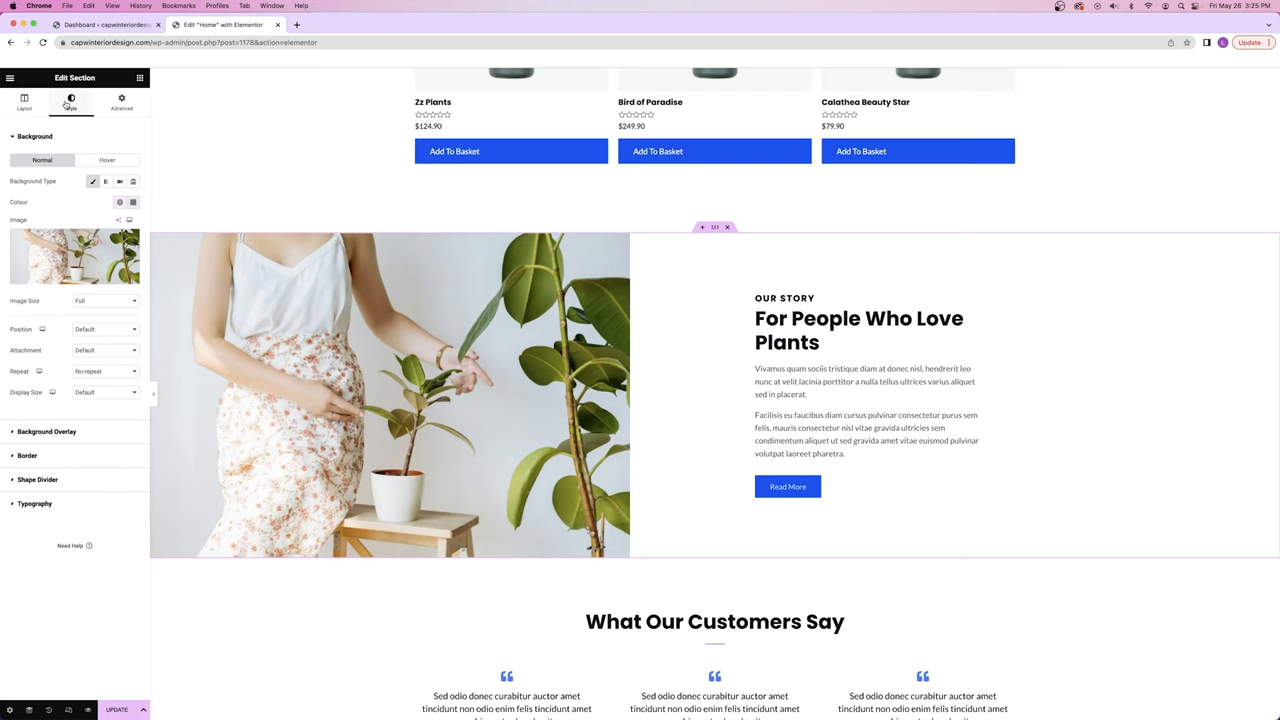 Chrome File Edit View History Bookmarks Profiles Tab Window Help
Fri May 26 3:25 PM
Dashboard ‹ capwinteriordesig
Edit "Home" with Elementor
capwinteriordesign.com/wp-admin/post.php?post=1178&action=elementor
L
Update
Edit Section
Layout
Style
Advanced
Background
Normal
Hover
Background Type
Colour
Image
Image Size
Full
Position
Default
Attachment
Default
Repeat
No-repeat
Display Size
Default
Background Overlay
Border
Shape Divider
Typography
Need Help
UPDATE
Zz Plants
$124.90
Add To Basket
Bird of Paradise
$249.90
Add To Basket
Calathea Beauty Star
$79.90
Add To Basket
OUR STORY
For People Who Love
Plants
Vivamus quam sociis tristique diam at donec nisl, hendrerit leo
nunc at velit lacinia porttitor a nulla tellus ultrices varius aliquet
sed in placerat.
Facilisis eu faucibus diam cursus pulvinar consectetur purus sem
felis, mauris consectetur nisl vitae gravida ultricies sem
condimentum aliquet ut sed gravida amet vitae euismod pulvinar
volutpat laoreet pharetra.
Read More
What Our Customers Say
Sed odio donec curabitur auctor amet
tincidunt odio enim felis tincidunt amet
Sed odio donec curabitur auctor amet
tincidunt odio enim felis tincidunt amet
Sed odio donec curabitur auctor amet
tincidunt odio enim felis tincidunt amet